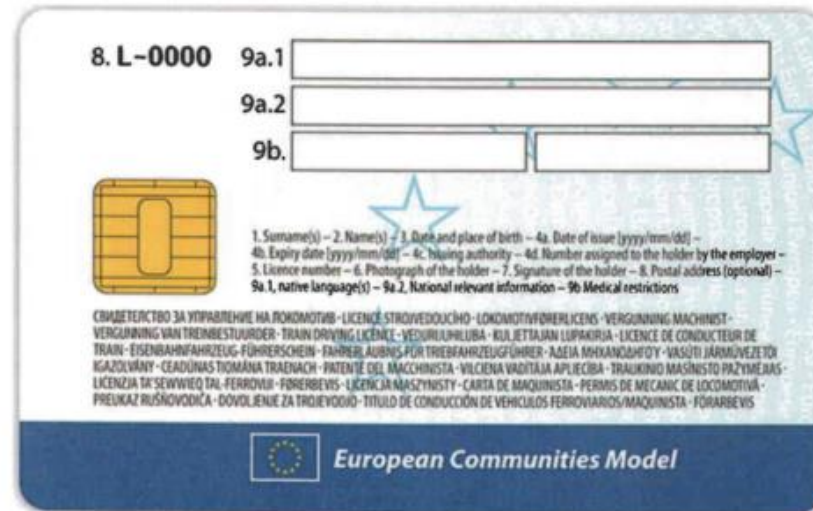 8. L-0000 9a.1
9a.2
9b.
1. Surname(s) – 2. Name(s) – 3. Date and place of birth – 4a. Date of issue [yyyy/mm/dd] –
4b. Expiry date [yyyy/mm/dd] – 4c. Issuing authority – 4d. Number assigned to the holder by the employer –
5. Licence number – 6. Photograph of the holder – 7. Signature of the holder – 8. Postal address (optional) –
9a.1, native language(s) – 9a.2, National relevant information – 9b Medical restrictions
СВИДЕТЕЛСТВО ЗА УПРАВЛЕНИЕ НА ЛОКОМОТИВ - LICENCE STROJVEDOUCÍHO - LOKOMOTIVFØRERLICENS - VERGUNNING MACHINIST -
VERGUNNING VAN TREINBESTUURDER - TRAIN DRIVING LICENCE - VEDURIJUHILUBA - KULJETTAJAN LUPAKIRJA - LICENCE DE CONDUCTEUR DE
TRAIN - EISENBAHNFAHRZEUG-FÜHRERSCHEIN - FAHRERLAUBNIS FÜR TRIEBFAHRZEUGFÜHRER - ΑΔΕΙΑ ΜΗΧΑΝΟΔΗΓΟΥ - VASÚTI JÁRMŰVEZETŐI
IGAZOLVÁNY - CEADÚNAS TIOMÁNA TRAENACH - PATENTE DEL MACCHINISTA - VILCIENA VADĪTĀJA APLIECĪBA - TRAUKINIO MAŠINISTO PAŽYMĖJIMAS -
LIĊENZJA TA' SEWWIEQ TAL-FERROVIJI - FØRERBEVIS - LICENCJA MASZYNISTY - CARTA DE MAQUINISTA - PERMIS DE MECANIC DE LOCOMOTIVĂ -
PREUKAZ RUŠŇOVODIČA - DOVOLJENJE ZA TROJEVODJO - TITULO DE CONDUCCIÓN DE VEHICULOS FERROVIARIOS/MAQUINISTA - FÖRARBEVIS
European Communities Model